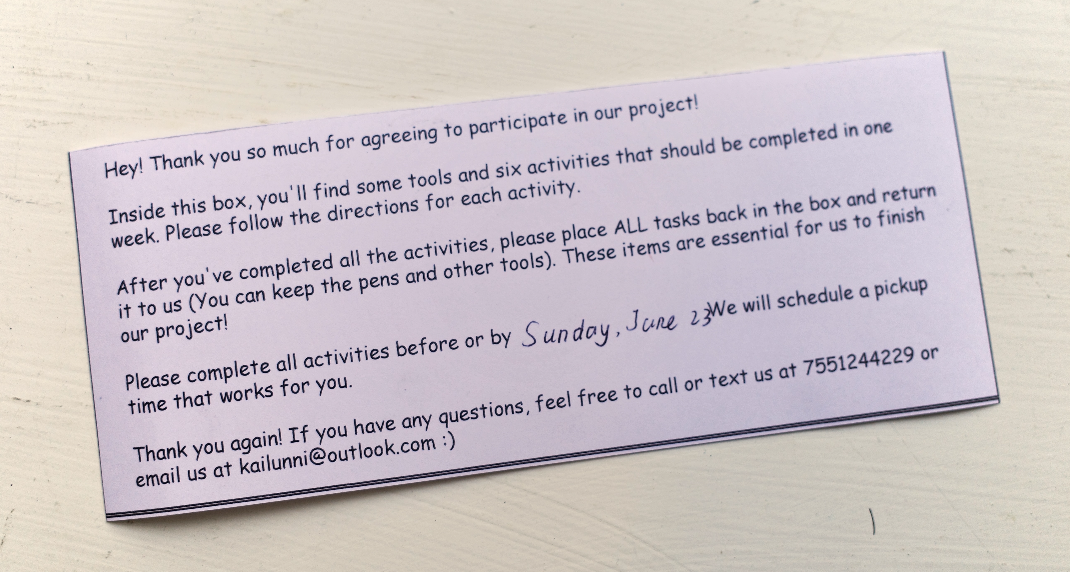 Hey! Thank you so much for agreeing to participate in our project!
Inside this box, you'll find some tools and six activities that should be completed in one
week. Please follow the directions for each activity.
After you've completed all the activities, please place ALL tasks back in the box and return
it to us (You can keep the pens and other tools). These items are essential for us to finish
our project!
Please complete all activities before or by Sunday, June 23 We will schedule a pickup
time that works for you.
Thank you again! If you have any questions, feel free to call or text us at 7551244229 or
email us at kailunni@outlook.com :)